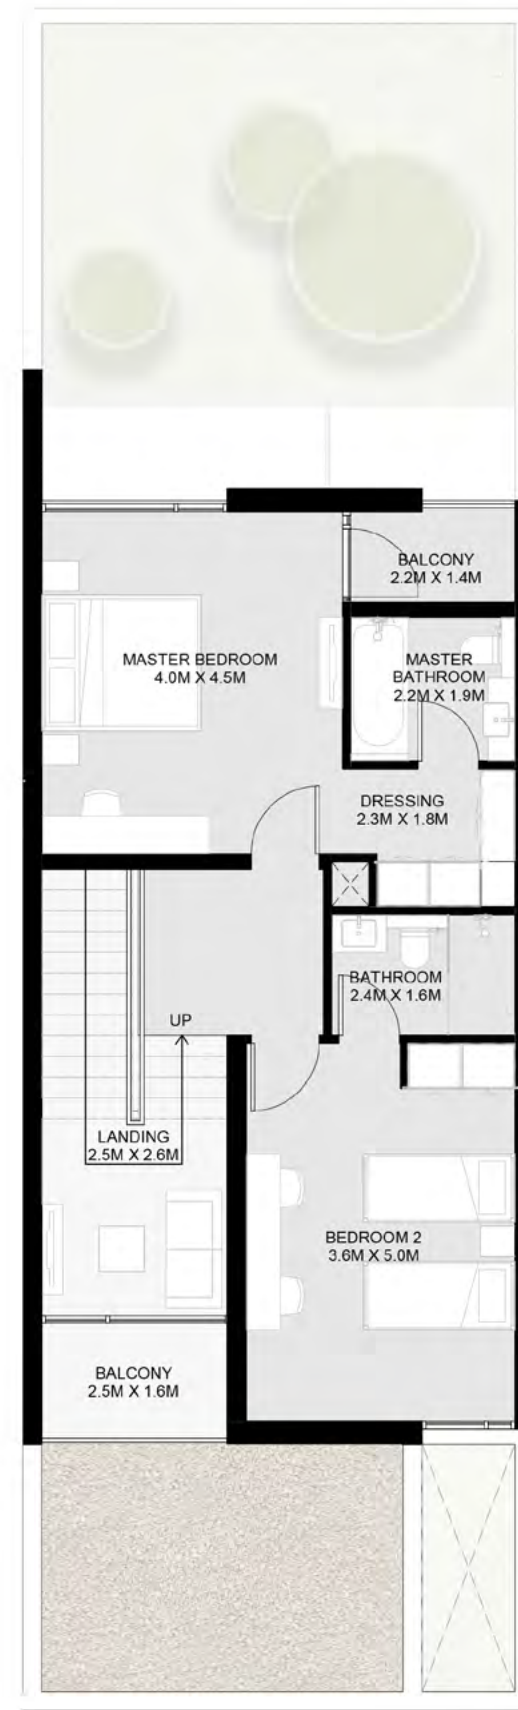 BALCONY
2.2M X 1.4M
MASTER BEDROOM
4.0M X 4.5M
MASTER
BATHROOM
2.2M X 1.9M
DRESSING
2.3M X 1.8M
BATHROOM
2.4M X 1.6M
UP
LANDING
2.5M X 2.6M
BEDROOM 2
3.6M X 5.0M
BALCONY
2.5M X 1.6M